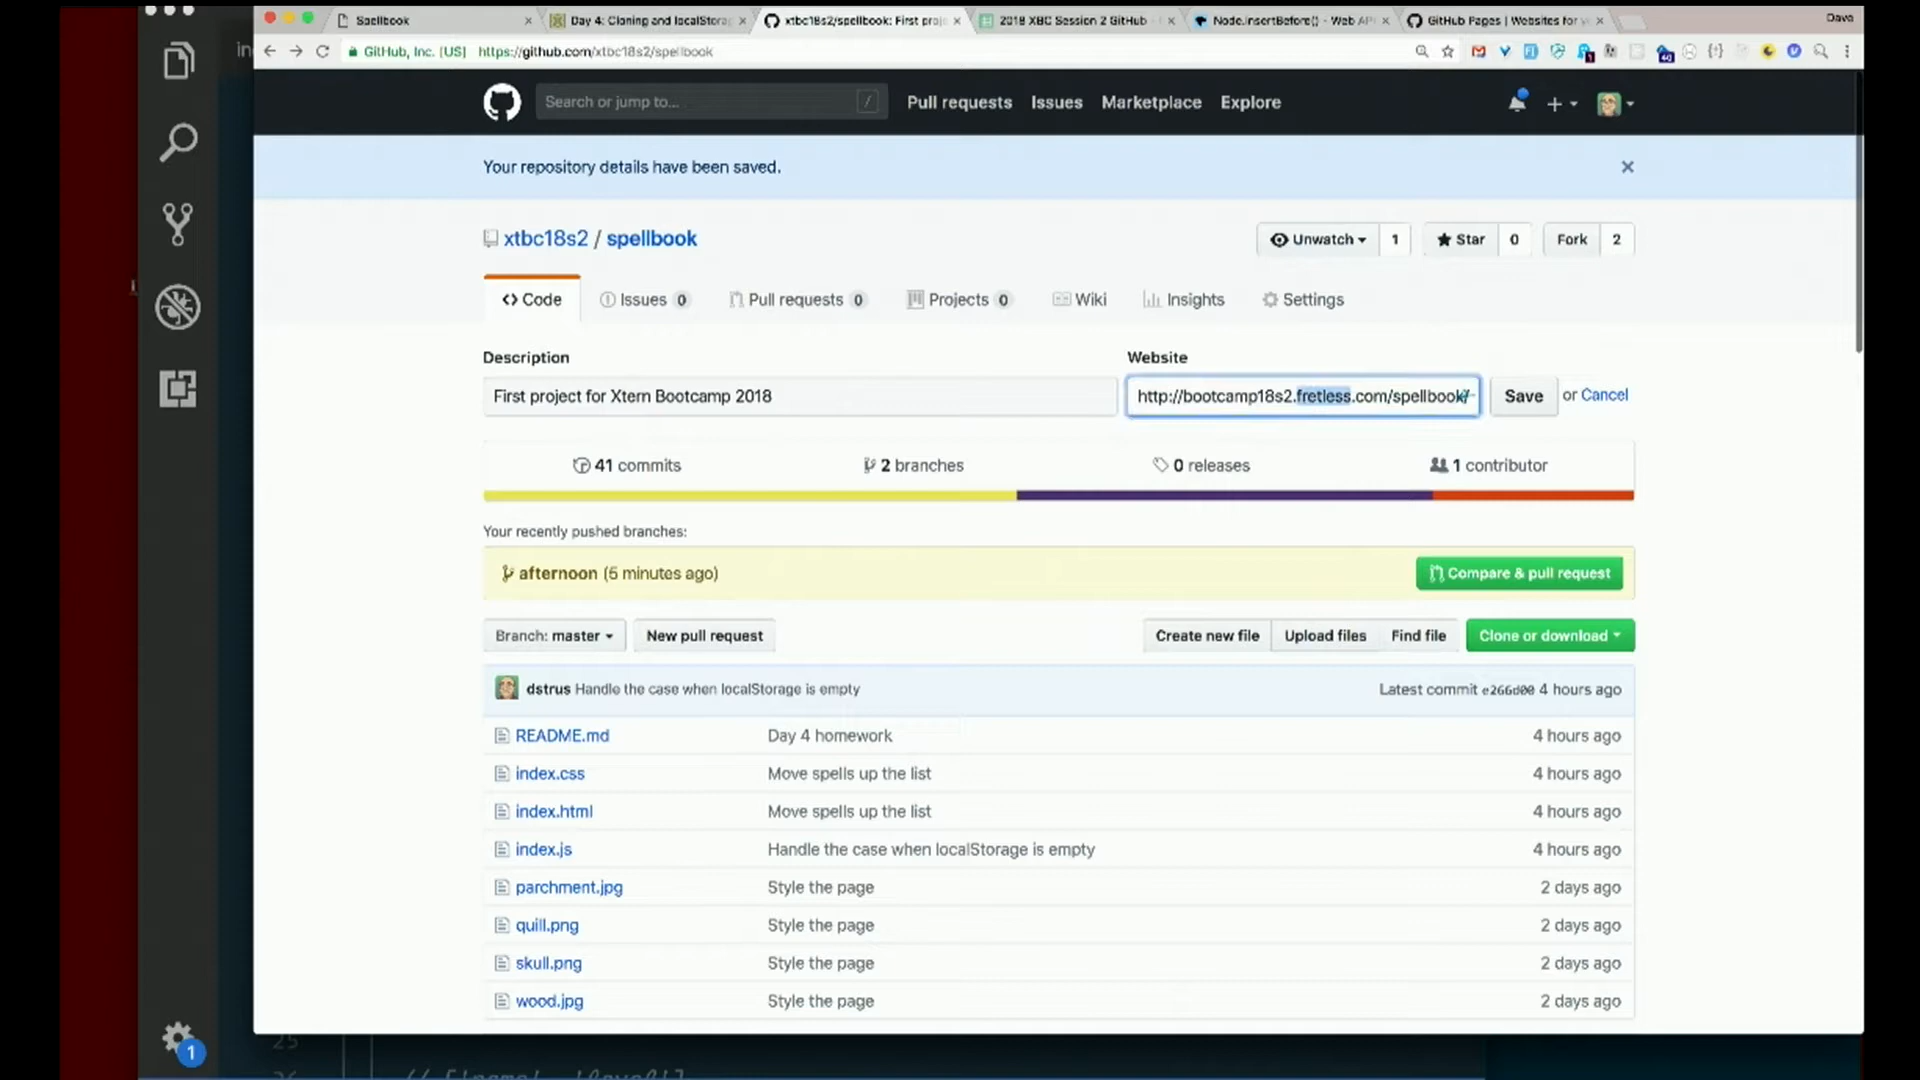 Spellbook
Day 4: Cloning and localStorag
xtbc18s2/spellbook: First proje
2018 XBC Session 2 GitHub -
Node.insertBefore() - Web API
GitHub Pages | Websites for yo
Dave
GitHub, Inc. [US] https://github.com/xtbc18s2/spellbook
Search or jump to... /
Pull requests Issues Marketplace Explore
Your repository details have been saved.
xtbc18s2 / spellbook
Unwatch 1 Star 0 Fork 2
Code Issues 0 Pull requests 0 Projects 0 Wiki Insights Settings
Description Website
First project for Xtern Bootcamp 2018 http://bootcamp18s2.fretless.com/spellbook/ Save or Cancel
41 commits 2 branches 0 releases 1 contributor
Your recently pushed branches:
afternoon (5 minutes ago) Compare & pull request
Branch: master New pull request Create new file Upload files Find file Clone or download
dstrus Handle the case when localStorage is empty Latest commit e266d00 4 hours ago
README.md Day 4 homework 4 hours ago
index.css Move spells up the list 4 hours ago
index.html Move spells up the list 4 hours ago
index.js Handle the case when localStorage is empty 4 hours ago
parchment.jpg Style the page 2 days ago
quill.png Style the page 2 days ago
skull.png Style the page 2 days ago
wood.jpg Style the page 2 days ago
1
25